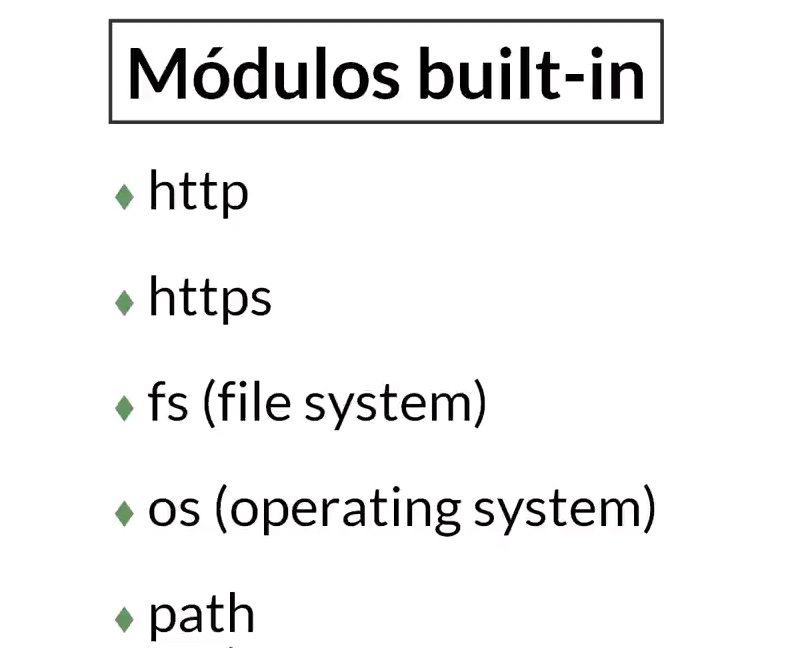 Módulos built-in
http
https
fs (file system)
os (operating system)
path